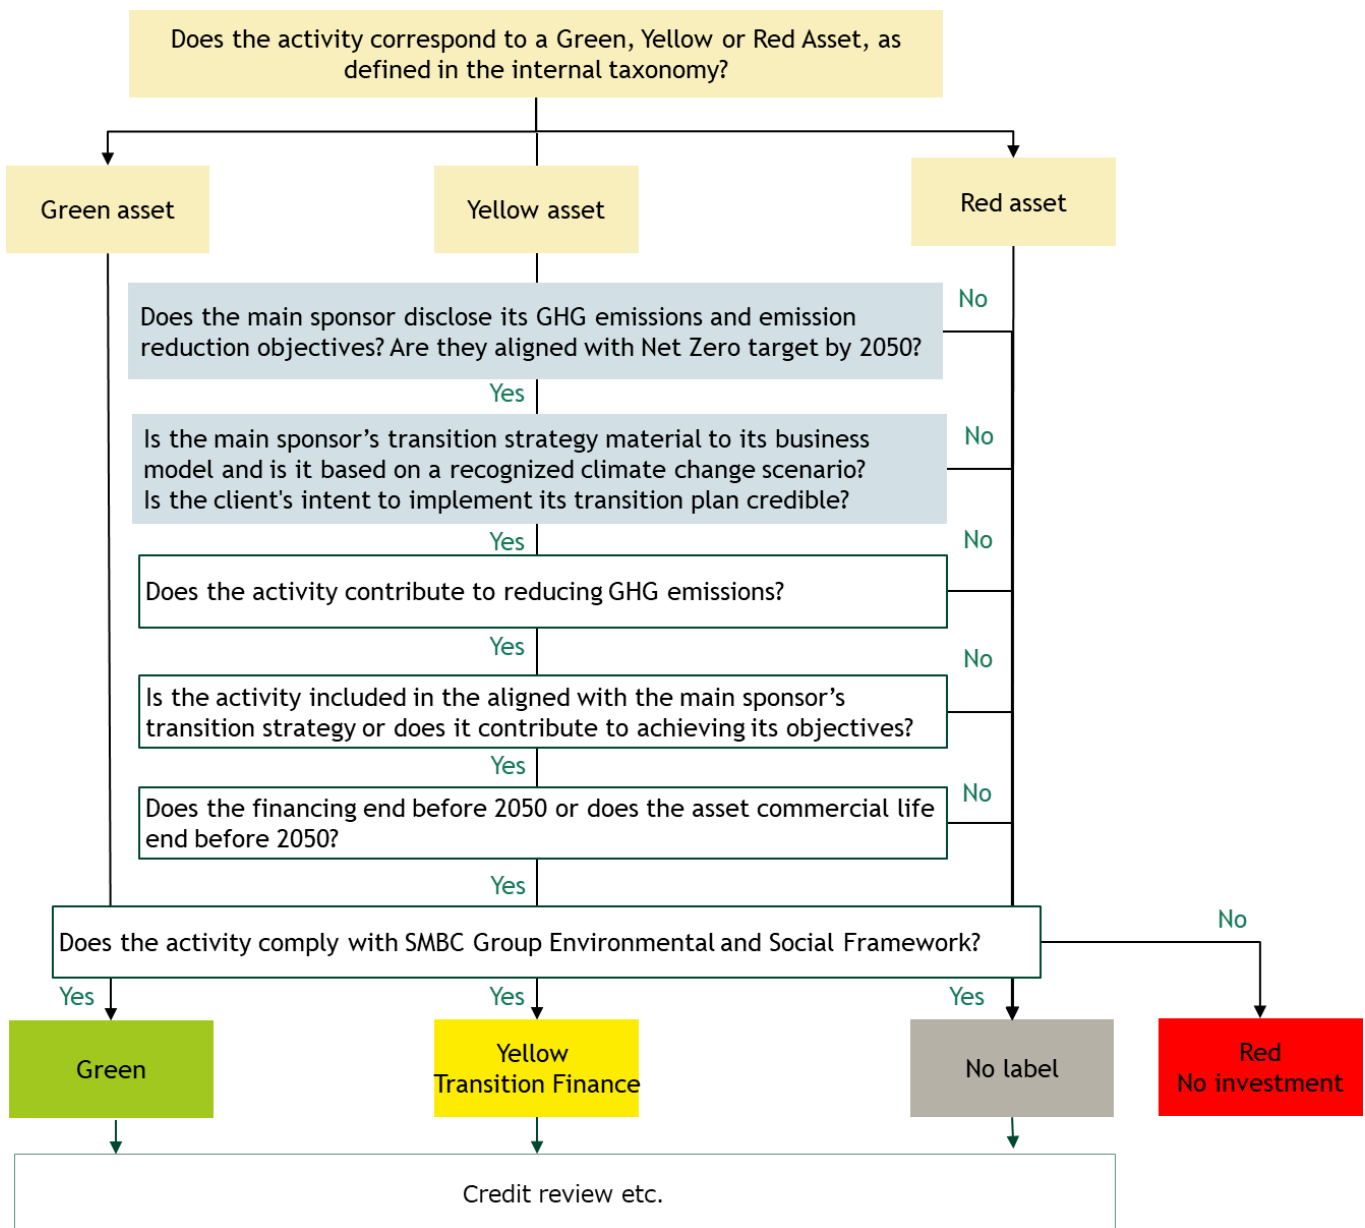 Does the activity correspond to a Green, Yellow or Red Asset, as
defined in the internal taxonomy?
Green asset
Yellow asset
Red asset
Does the main sponsor disclose its GHG emissions and emission
reduction objectives? Are they aligned with Net Zero target by 2050?
No
Yes
Is the main sponsor's transition strategy material to its business
model and is it based on a recognized climate change scenario?
Is the client's intent to implement its transition plan credible?
No
Yes
Does the activity contribute to reducing GHG emissions?
No
Yes
Is the activity included in the aligned with the main sponsor's
transition strategy or does it contribute to achieving its objectives?
No
Yes
Does the financing end before 2050 or does the asset commercial life
end before 2050?
No
Yes
Does the activity comply with SMBC Group Environmental and Social Framework?
No
Yes
Yes
Yes
Green
Yellow
Transition Finance
No label
Red
No investment
Credit review etc.